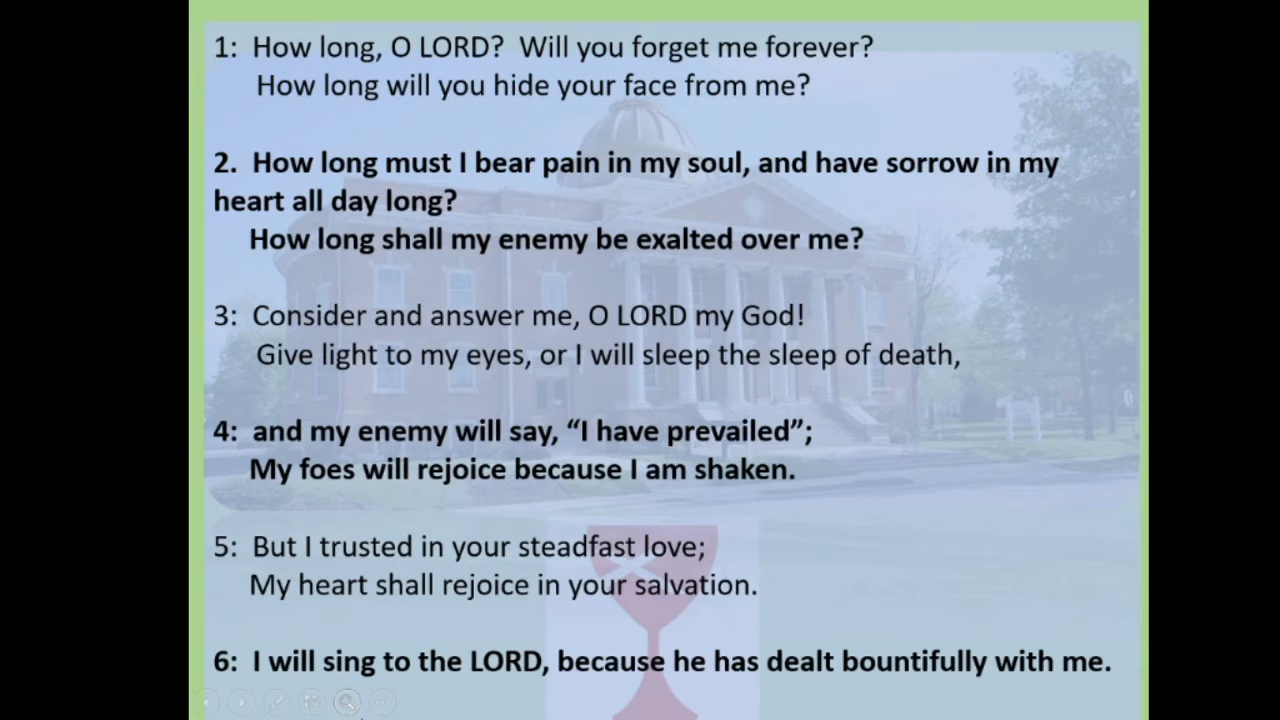 1:  How long, O LORD?  Will you forget me forever?
How long will you hide your face from me?
2.  How long must I bear pain in my soul, and have sorrow in my
heart all day long?
How long shall my enemy be exalted over me?
3:  Consider and answer me, O LORD my God!
Give light to my eyes, or I will sleep the sleep of death,
4:  and my enemy will say, “I have prevailed”;
My foes will rejoice because I am shaken.
5:  But I trusted in your steadfast love;
My heart shall rejoice in your salvation.
6:  I will sing to the LORD, because he has dealt bountifully with me.